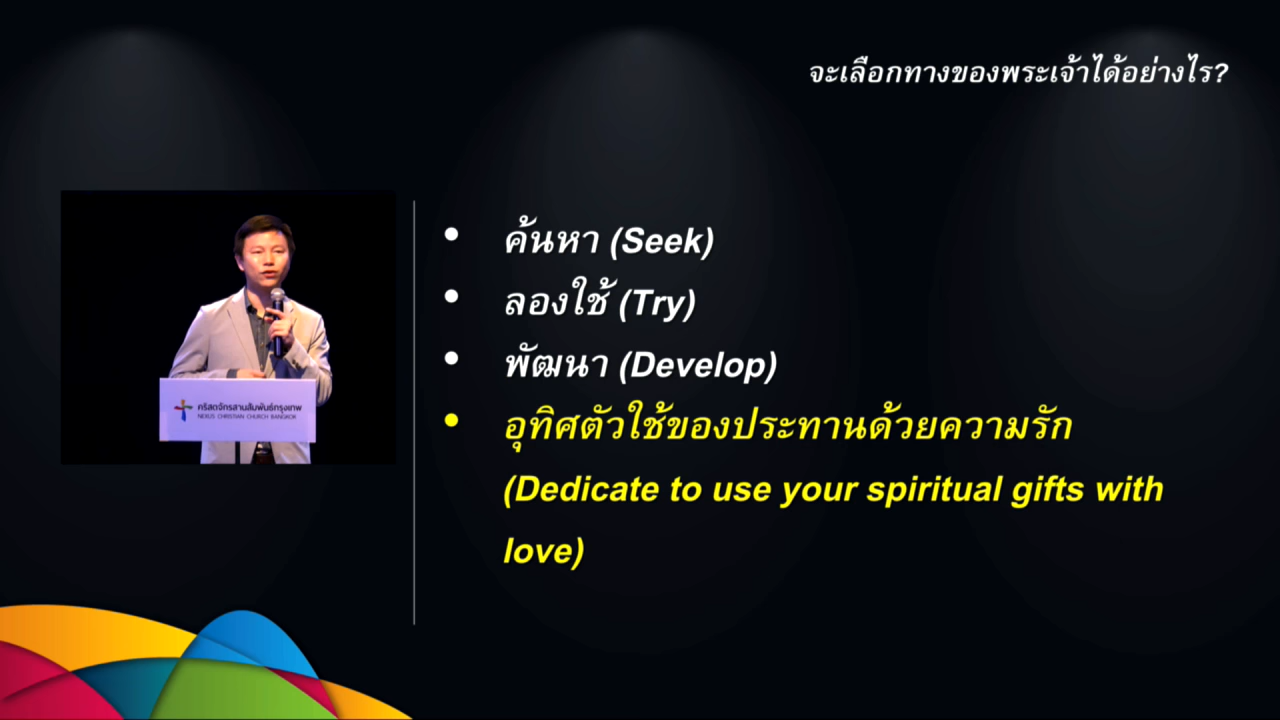 จะเลือกทางของพระเจ้าได้อย่างไร?
คริสตจักรสานสัมพันธ์กรุงเทพ
NEXUS CHRISTIAN CHURCH BANGKOK
• ค้นหา (Seek)
• ลองใช้ (Try)
• พัฒนา (Develop)
• อุทิศตัวใช้ของประทานด้วยความรัก
(Dedicate to use your spiritual gifts with
love)